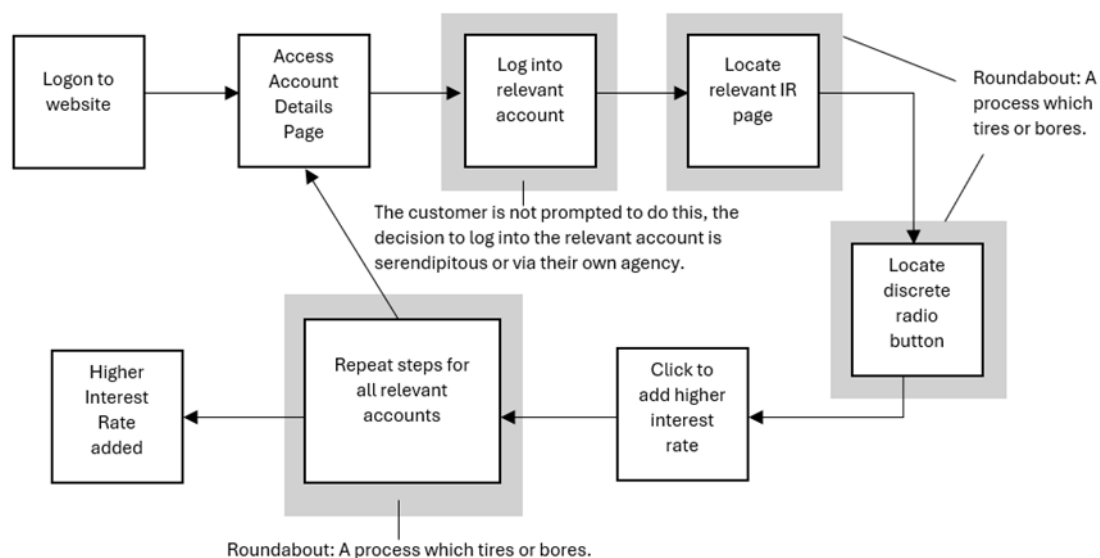 Logon to
website
Access
Account
Details
Page
Log into
relevant
account
Locate
relevant IR
page
Roundabout: A
process which
tires or bores.
The customer is not prompted to do this, the
decision to log into the relevant account is
serendipitous or via their own agency.
Locate
discrete
radio
button
Click to
add higher
interest
rate
Repeat steps for
all relevant
accounts
Higher
Interest
Rate
added
Roundabout: A process which tires or bores.